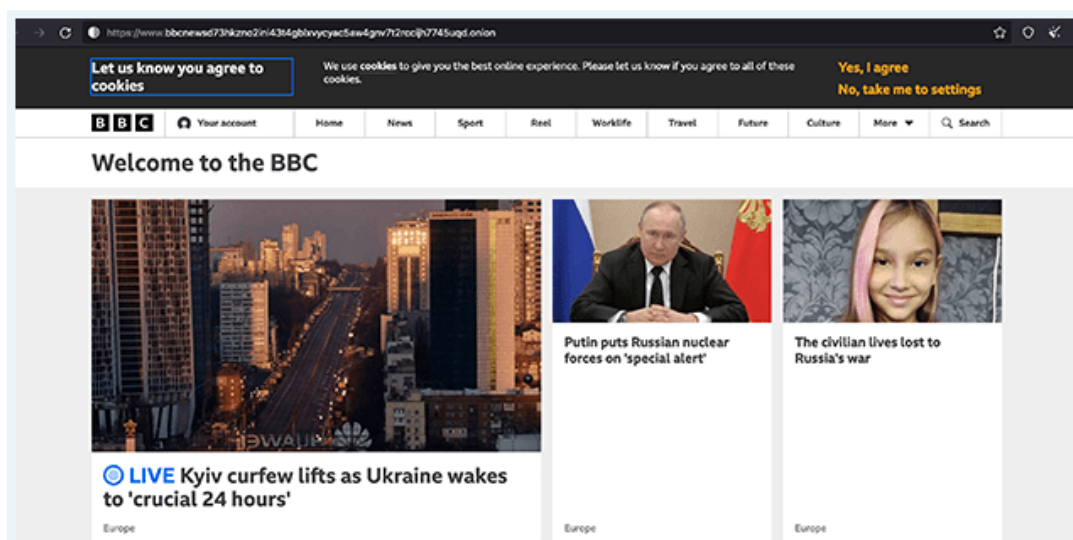 https://www.bbcnewsd73hkzno2ini43t4gblxvycyac5aw4gnv7t2rccijh7745uqd.onion
Let us know you agree to
cookies
We use cookies to give you the best online experience. Please let us know if you agree to all of these
cookies.
Yes, I agree
No, take me to settings
BBC Your account Home News Sport Reel Worklife Travel Future Culture More Search
Welcome to the BBC
HUAWEI
LIVE Kyiv curfew lifts as Ukraine wakes
to 'crucial 24 hours'
Europe
Putin puts Russian nuclear
forces on 'special alert'
Europe
The civilian lives lost to
Russia's war
Europe